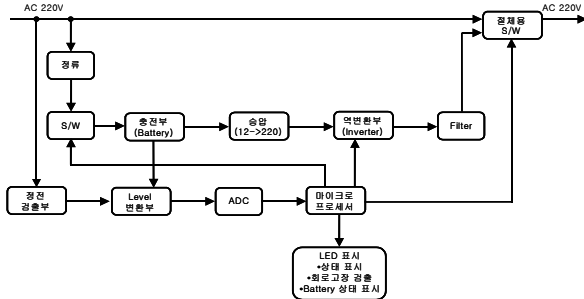 AC 220V
AC 220V
절체용
S/W
정류
S/W
충전부
(Battery)
승압
(12->220)
역변환부
(Inverter)
Filter
정전
검출부
Level
변환부
ADC
마이크로
프로세서
LED 표시
•상태 표시
•회로고장 검출
•Battery 상태 표시